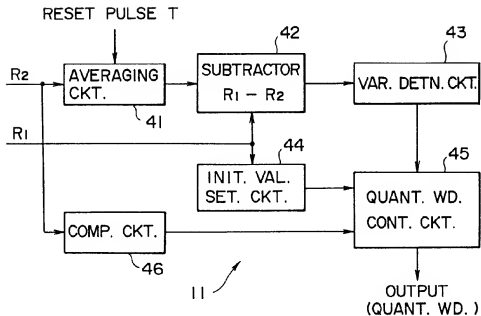 RESET PULSE T
42
43
R2
AVERAGING
CKT.
41
SUBTRACTOR
R1 - R2
VAR. DETN. CKT.
R1
44
45
INIT. VAL.
SET. CKT.
QUANT. WD.
CONT. CKT.
COMP. CKT.
46
11
OUTPUT
(QUANT. WD.)